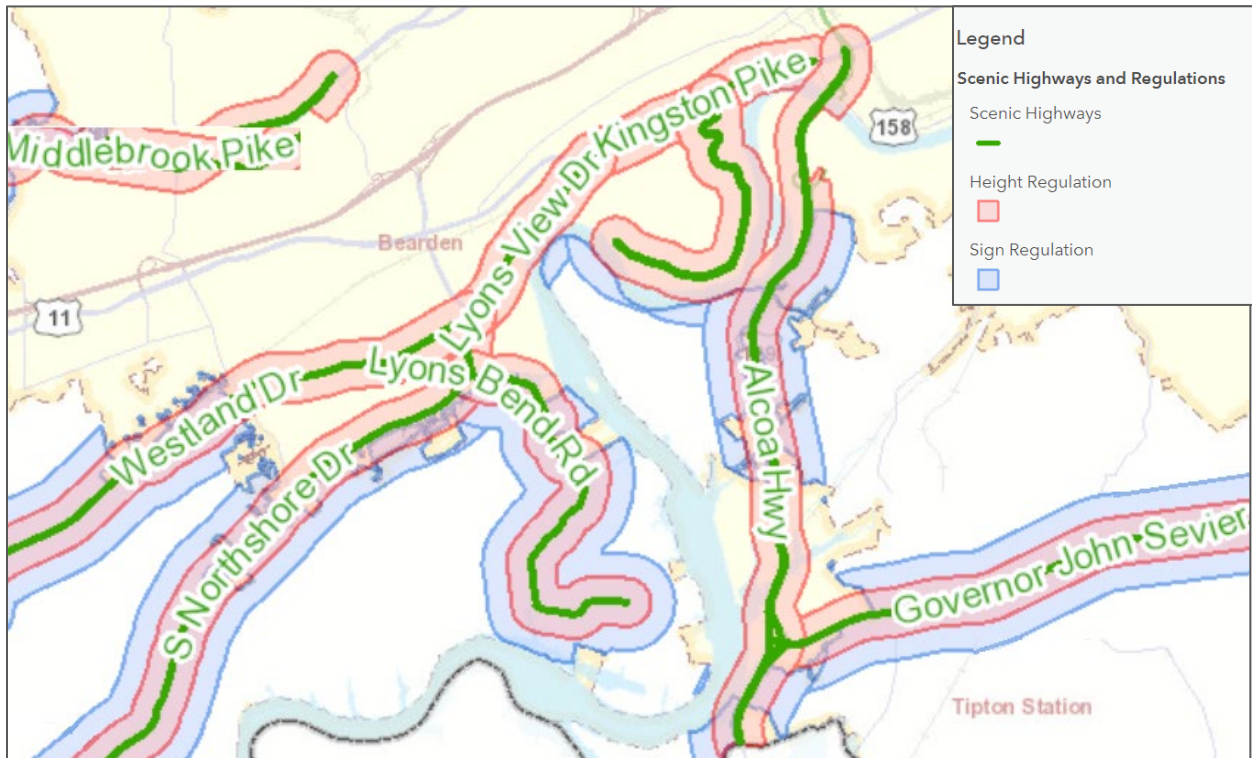 Legend
Scenic Highways and Regulations
Scenic Highways
Height Regulation
Sign Regulation
Middlebrook Pike
Kingston Pike
158
Lyons View Dr
Bearden
11
Lyons Bend Rd
Westland Dr
S Northshore Dr
Alcoa Hwy
Governor John Sevier
Tipton Station